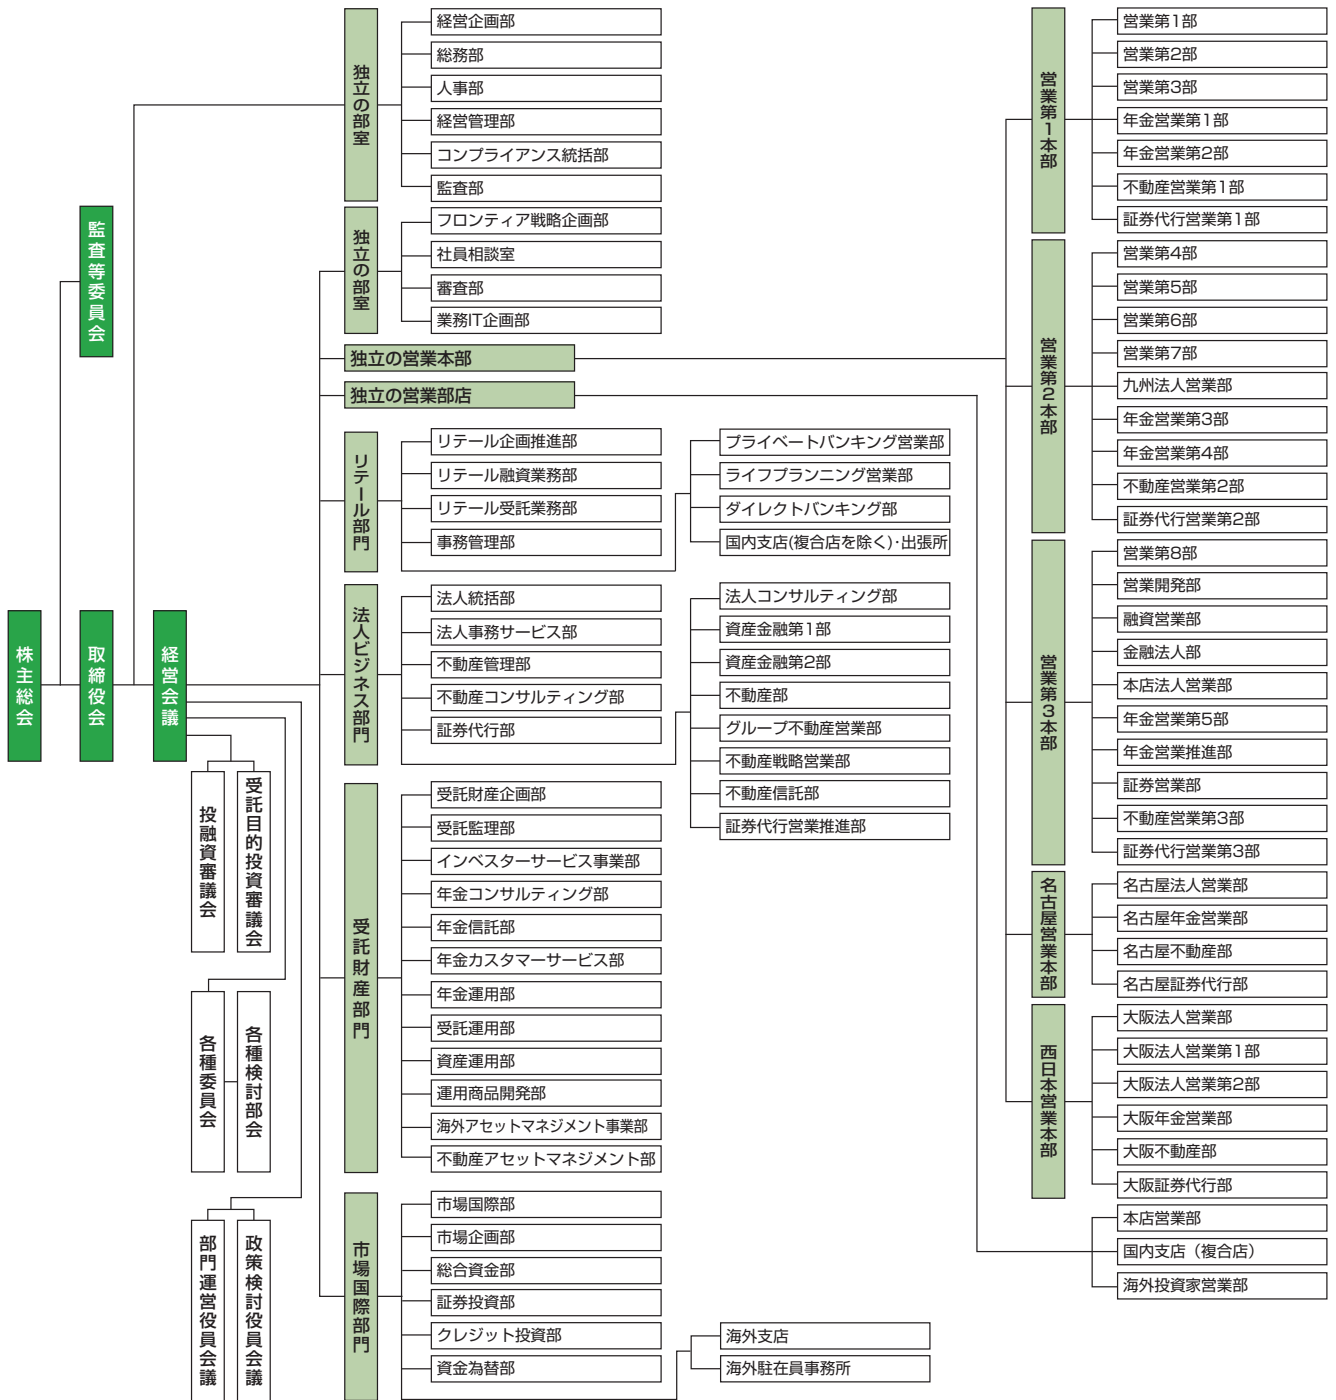 株主総会
監査等委員会
取締役会
経営会議
投融資審議会
受託目的投資審議会
各種委員会
各種検討部会
部門運営役員会議
政策検討役員会議
独立の部室
経営企画部
総務部
人事部
経営管理部
コンプライアンス統括部
監査部
独立の部室
フロンティア戦略企画部
社員相談室
審査部
業務IT企画部
独立の営業本部
独立の営業部店
リテール部門
リテール企画推進部
リテール融資業務部
リテール受託業務部
事務管理部
プライベートバンキング営業部
ライフプランニング営業部
ダイレクトバンキング部
国内支店(複合店を除く)・出張所
法人ビジネス部門
法人統括部
法人事務サービス部
不動産管理部
不動産コンサルティング部
証券代行部
法人コンサルティング部
資産金融第1部
資産金融第2部
不動産部
グループ不動産営業部
不動産戦略営業部
不動産信託部
証券代行営業推進部
受託財産部門
受託財産企画部
受託監理部
インベスターサービス事業部
年金コンサルティング部
年金信託部
年金カスタマーサービス部
年金運用部
受託運用部
資産運用部
運用商品開発部
海外アセットマネジメント事業部
不動産アセットマネジメント部
市場国際部門
市場国際部
市場企画部
総合資金部
証券投資部
クレジット投資部
資金為替部
海外支店
海外駐在員事務所
営業第1本部
営業第1部
営業第2部
営業第3部
年金営業第1部
年金営業第2部
不動産営業第1部
証券代行営業第1部
営業第2本部
営業第4部
営業第5部
営業第6部
営業第7部
九州法人営業部
年金営業第3部
年金営業第4部
不動産営業第2部
証券代行営業第2部
営業第3本部
営業第8部
営業開発部
融資営業部
金融法人部
本店法人営業部
年金営業第5部
年金営業推進部
証券営業部
不動産営業第3部
証券代行営業第3部
名古屋営業本部
名古屋法人営業部
名古屋年金営業部
名古屋不動産部
名古屋証券代行部
西日本営業本部
大阪法人営業部
大阪法人営業第1部
大阪法人営業第2部
大阪年金営業部
大阪不動産部
大阪証券代行部
本店営業部
国内支店（複合店）
海外投資家営業部